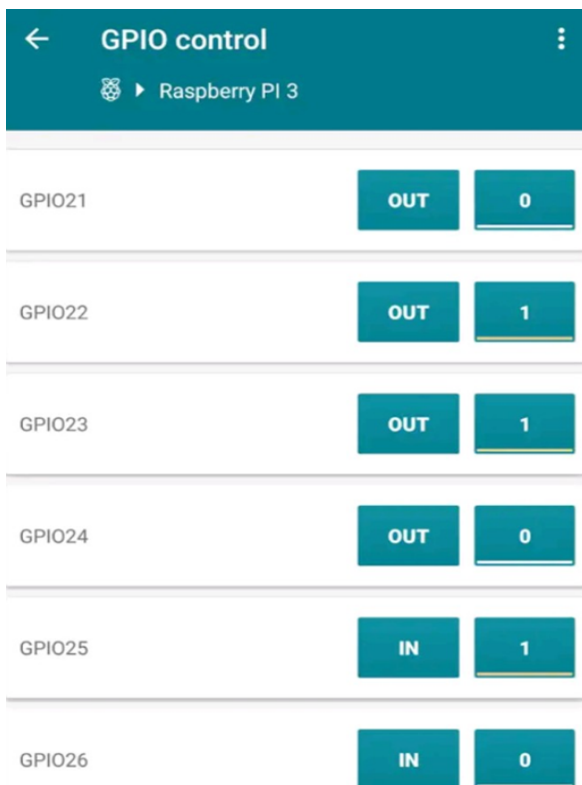 GPIO control
Raspberry PI 3
GPIO21 OUT 0
GPIO22 OUT 1
GPIO23 OUT 1
GPIO24 OUT 0
GPIO25 IN 1
GPIO26 IN 0